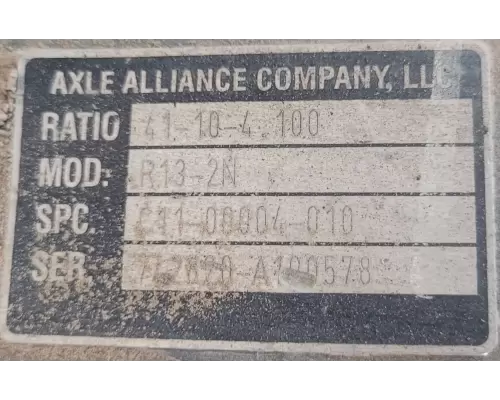 AXLE ALLIANCE COMPANY, LLC
RATIO 41-10-4.100
MOD: R13-2N
SPC. C11-00004-010
SER.